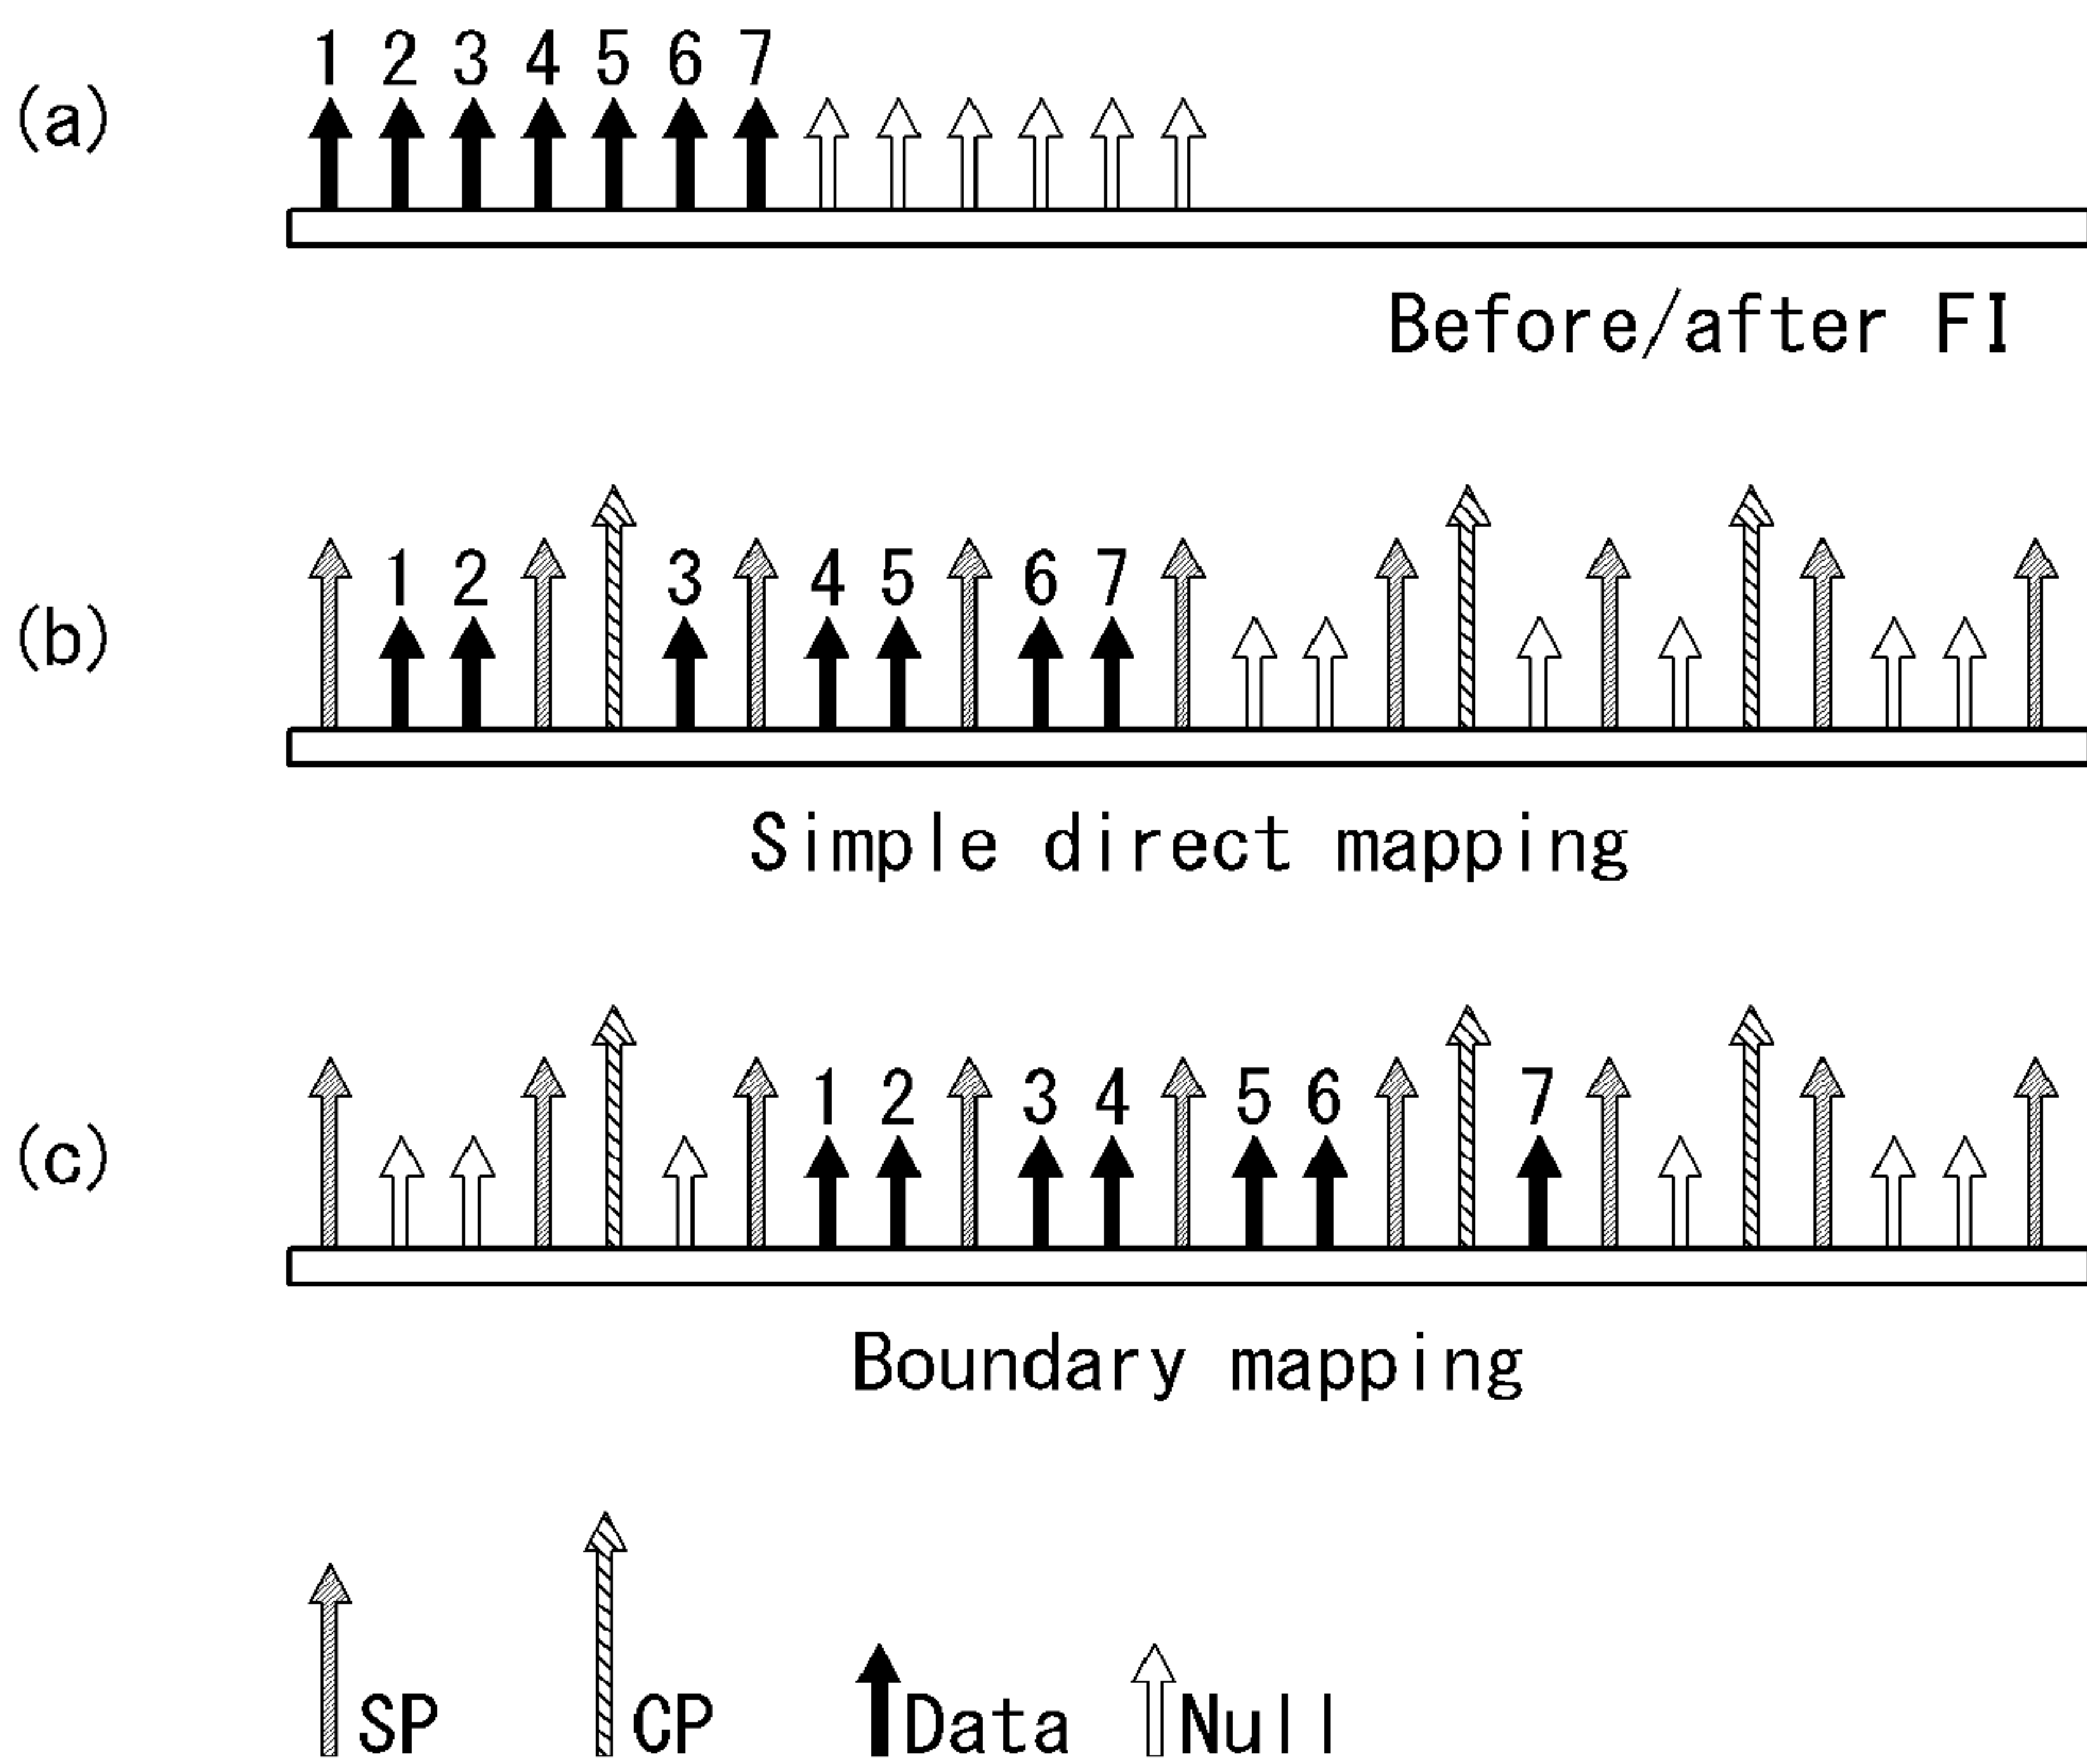 1 2 3 4 5 6 7
(a)
Before/after FI
(b)
1 2 3 4 5 6 7
Simple direct mapping
(c)
1 2 3 4 5 6 7
Boundary mapping
SP CP Data Null